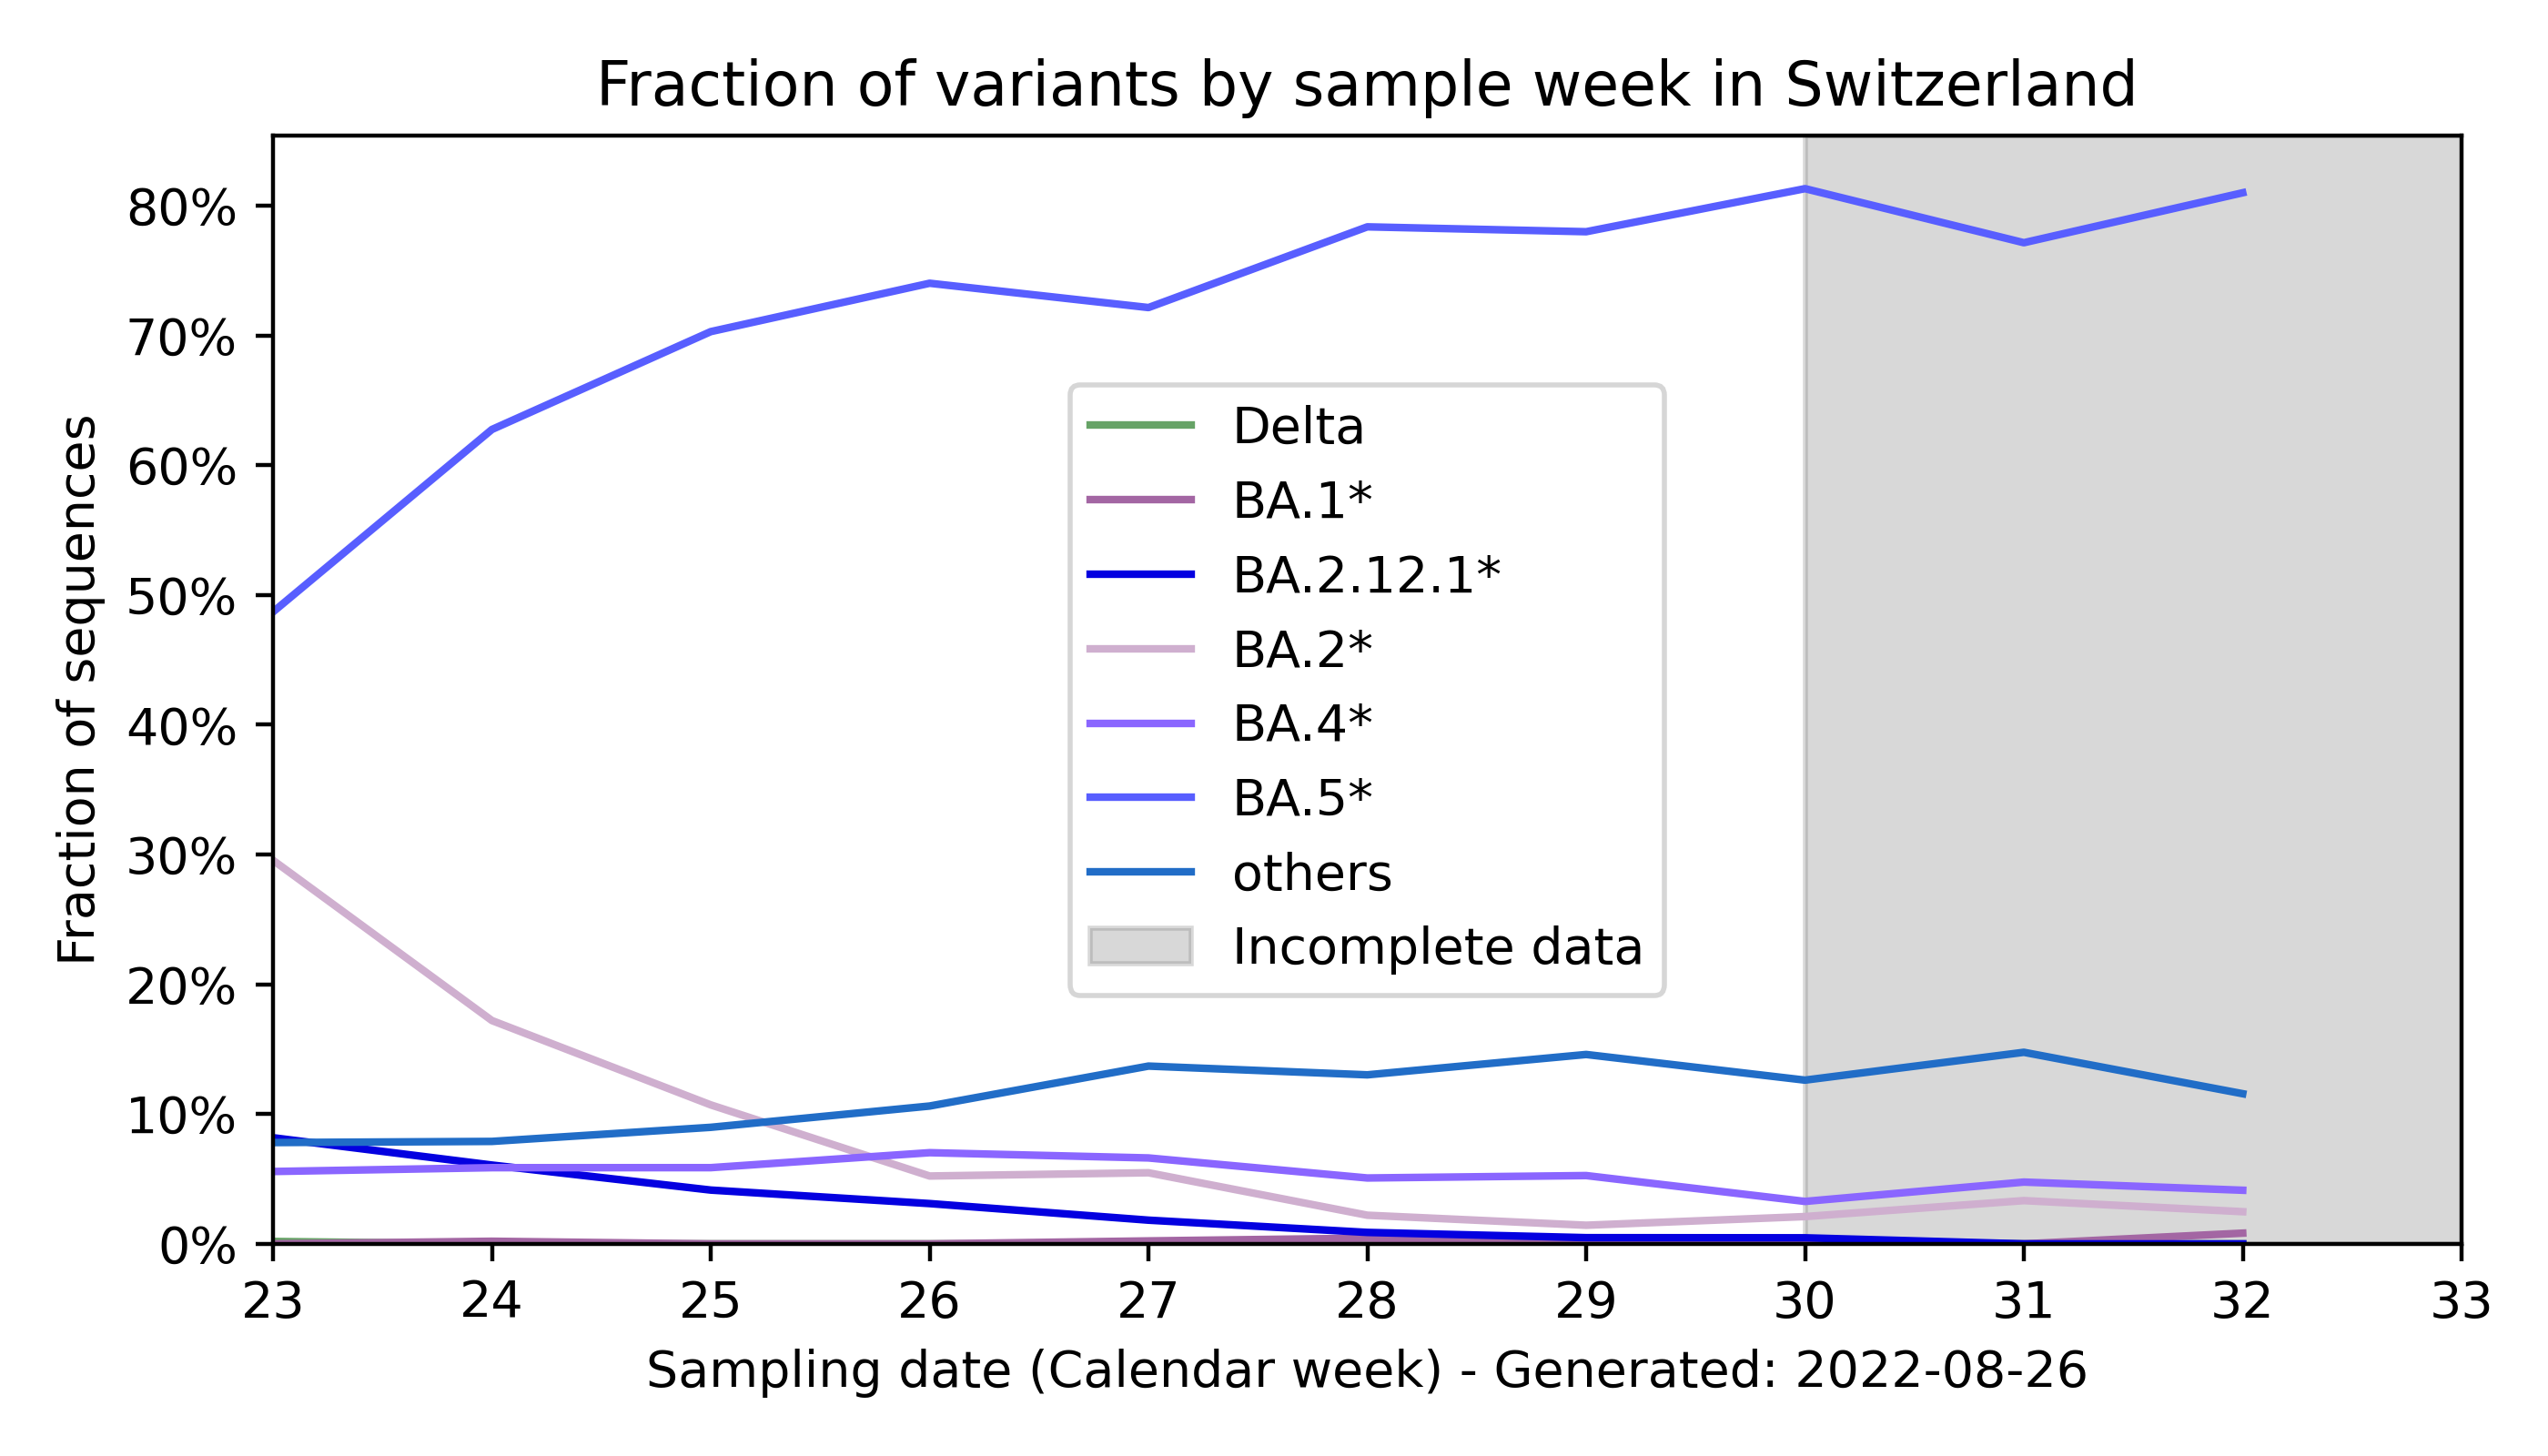 Fraction of variants by sample week in Switzerland
80%
70%
60%
50%
40%
30%
20%
10%
0%
Fraction of sequences
Delta
BA.1*
BA.2.12.1*
BA.2*
BA.4*
BA.5*
others
Incomplete data
23 24 25 26 27 28 29 30 31 32 33
Sampling date (Calendar week) - Generated: 2022-08-26